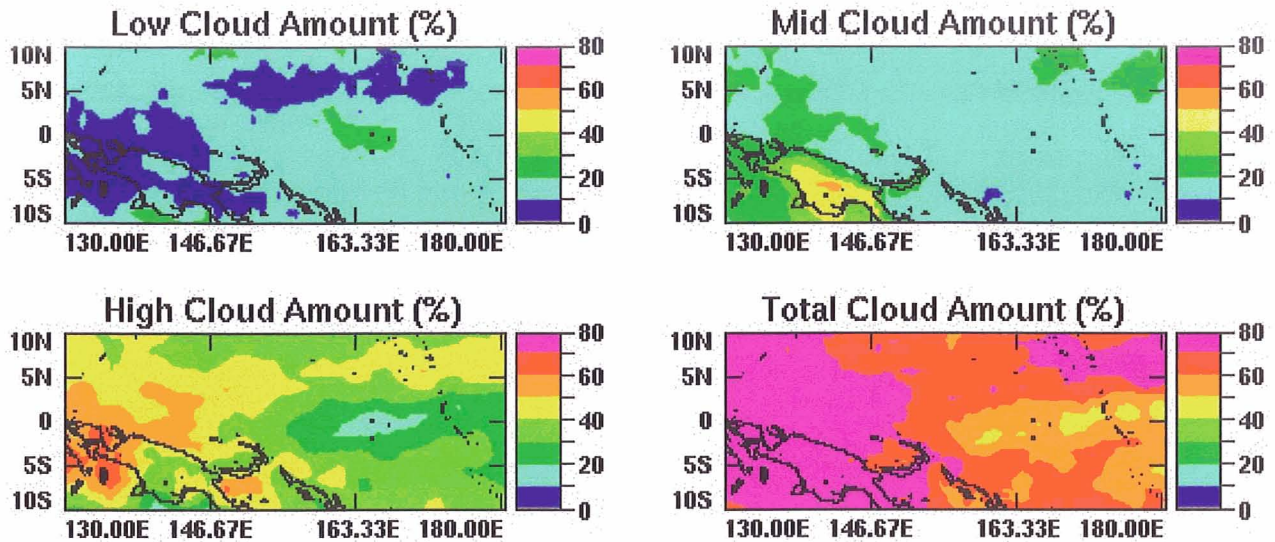 Low Cloud Amount (%)
10N
5N
0
5S
10S
130.00E 146.67E 163.33E 180.00E
80
60
40
20
0
Mid Cloud Amount (%)
10N
5N
0
5S
10S
130.00E 146.67E 163.33E 180.00E
80
60
40
20
0
High Cloud Amount (%)
10N
5N
0
5S
10S
130.00E 146.67E 163.33E 180.00E
80
60
40
20
0
Total Cloud Amount (%)
10N
5N
0
5S
10S
130.00E 146.67E 163.33E 180.00E
80
60
40
20
0